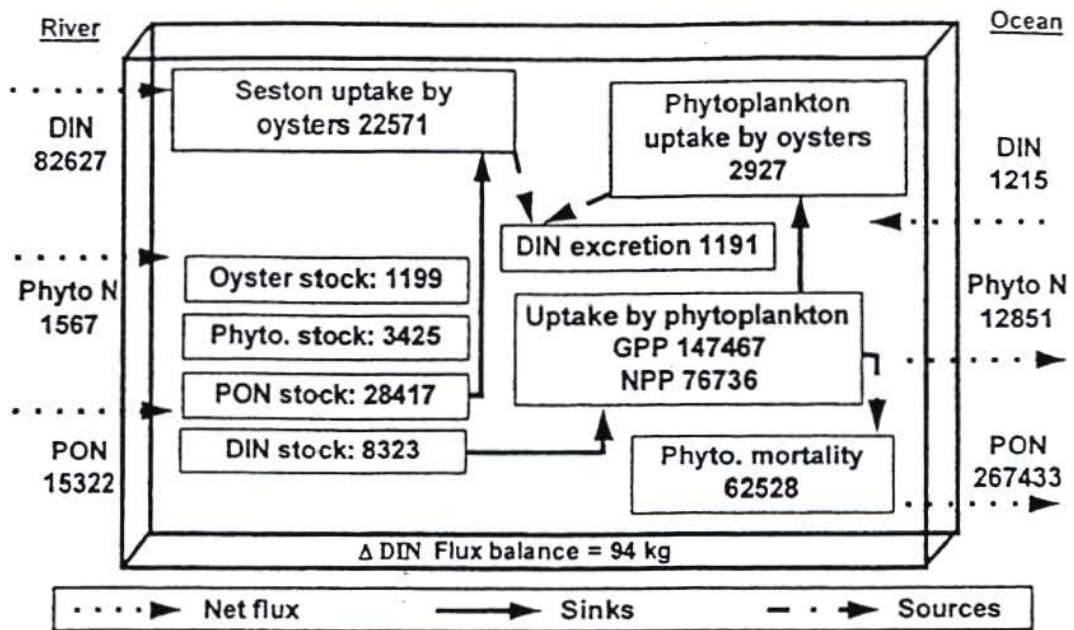 River
Ocean
DIN
82627
Phyto N
1567
PON
15322
Seston uptake by
oysters 22571
Phytoplankton
uptake by oysters
2927
DIN excretion 1191
Oyster stock: 1199
Phyto. stock: 3425
PON stock: 28417
DIN stock: 8323
Uptake by phytoplankton
GPP 147467
NPP 76736
Phyto. mortality
62528
DIN
1215
Phyto N
12851
PON
267433
Δ DIN Flux balance = 94 kg
Net flux
Sinks
Sources